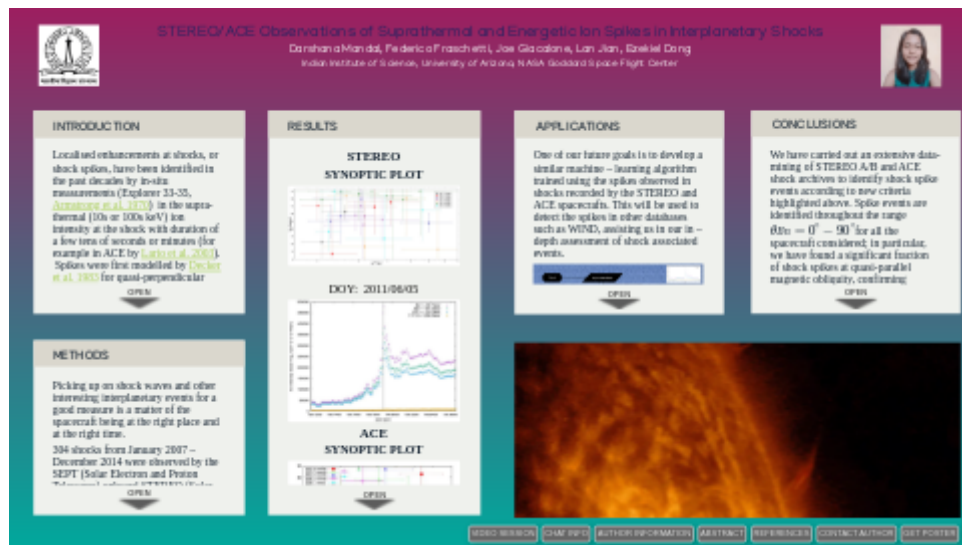 STEREO/ACE Observations of Suprathermal and Energetic Ion Spikes in Interplanetary Shocks
Darshana Mandal, Federico Fraschetti, Joe Giacalone, Lan Jian, Ezekiel Dong
Indian Institute of Science, University of Arizona, NASA Goddard Space Flight Center
INTRODUCTION
Localised enhancements at shocks, or
shock spikes, have been identified in
the past decades by in-situ
measurements (Explorer 33-35,
Armstrong et al. 1970) in the supra-
thermal (10s or 100s keV) ion
intensity at the shock with duration of
a few tens of seconds or minutes (for
example in ACE by Lario et al. 2003).
Spikes were first modelled by Decker
et al. 1983 for quasi-perpendicular
OPEN
METHODS
Picking up on shock waves and other
interesting interplanetary events for a
good measure is a matter of the
spacecraft being at the right place and
at the right time.
304 shocks from January 2007 –
December 2014 were observed by the
SEPT (Solar Electron and Proton
OPEN
RESULTS
STEREO
SYNOPTIC PLOT
DOY: 2011/06/05
ACE
SYNOPTIC PLOT
OPEN
APPLICATIONS
One of our future goals is to develop a
similar machine – learning algorithm
trained using the spikes observed in
shocks recorded by the STEREO and
ACE spacecrafts. This will be used to
detect the spikes in other databases
such as WIND, assisting us in our in –
depth assessment of shock associated
events.
OPEN
CONCLUSIONS
We have carried out an extensive data-
mining of STEREO A/B and ACE
shock archives to identify shock spike
events according to new criteria
highlighted above. Spike events are
identified throughout the range
= 0° − 90° for all the
spacecraft considered; in particular,
we have found a significant fraction
of shock spikes at quasi-parallel
magnetic obliquity, confirming
OPEN
VIDEO SESSION CHAT INFO AUTHOR INFORMATION ABSTRACT REFERENCES CONTACT AUTHOR GET POSTER